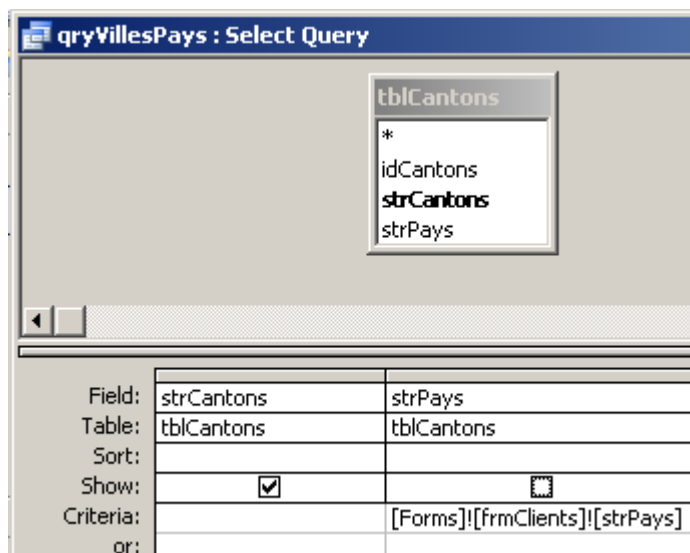 qryVillesPays : Select Query
tblCantons
*
idCantons
strCantons
strPays
Field: strCantons strPays
Table: tblCantons tblCantons
Sort:
Show:
Criteria: [Forms]![frmClients]![strPays]
or: